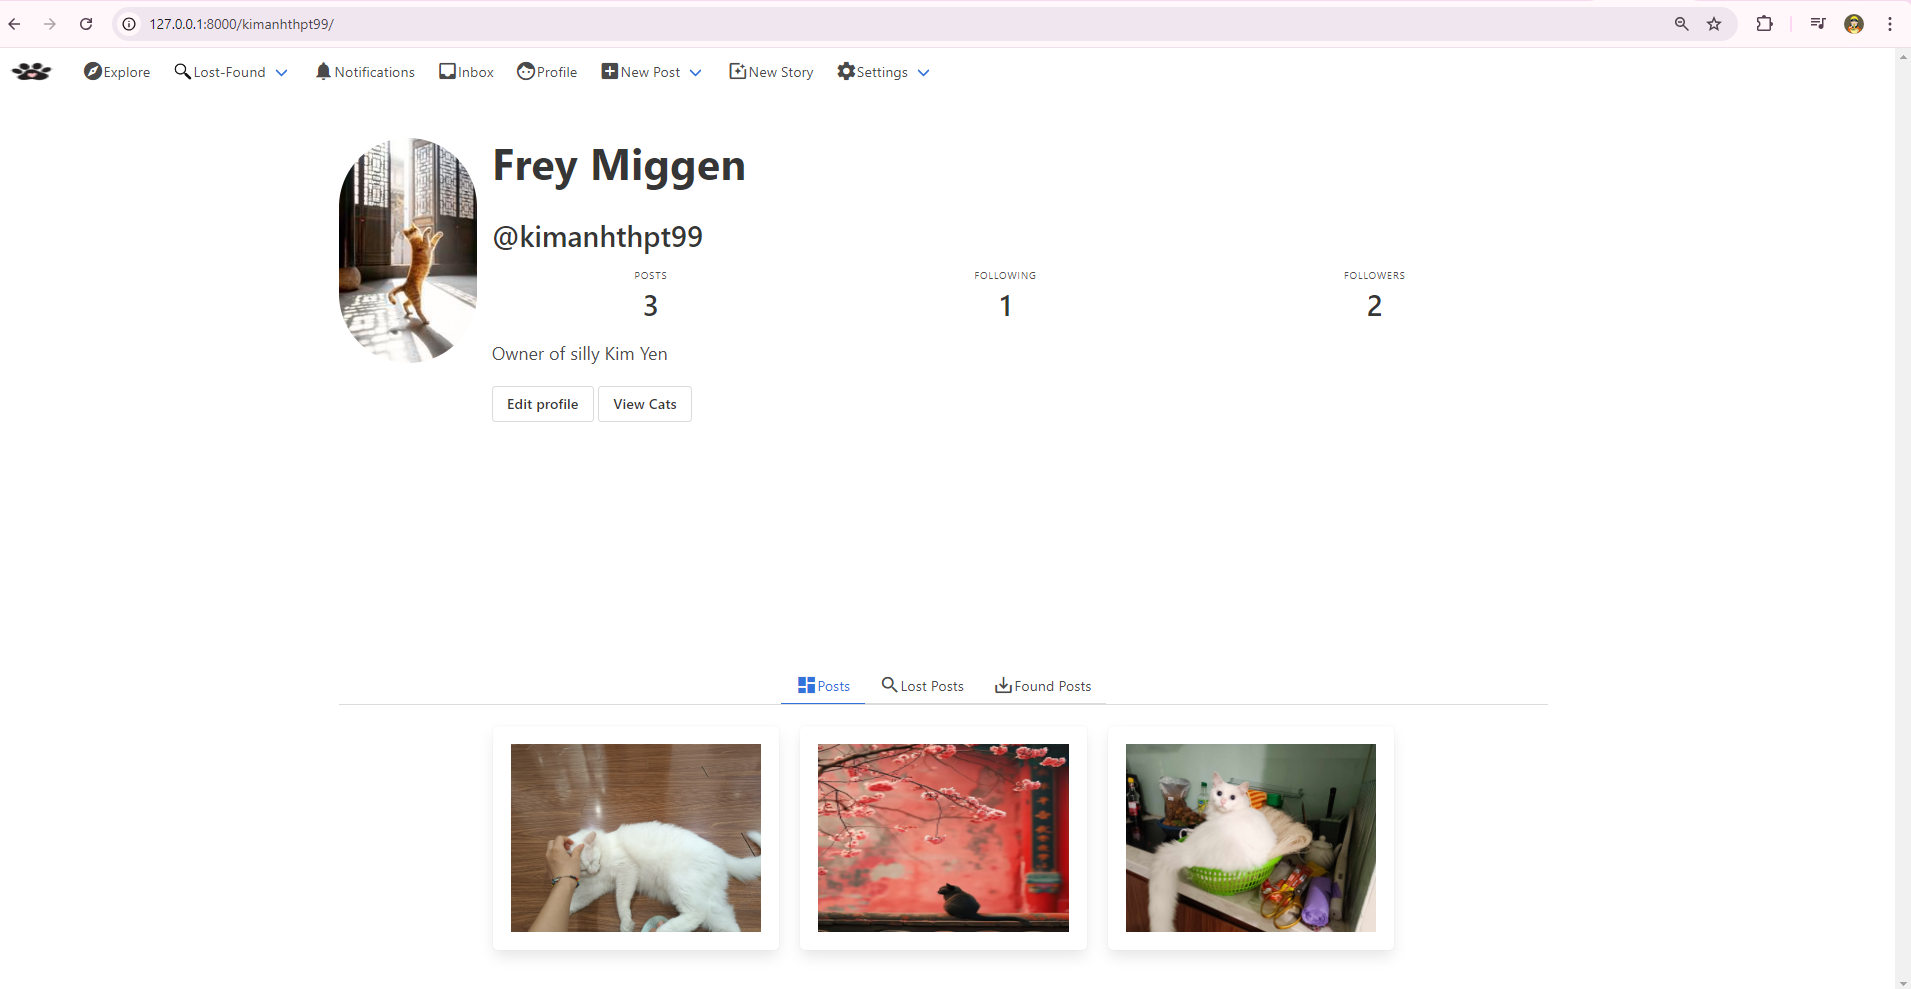 127.0.0.1:8000/kimanhthpt99/
Explore Lost-Found Notifications Inbox Profile New Post New Story Settings
Frey Miggen
@kimanhthpt99
POSTS FOLLOWING FOLLOWERS
3 1 2
Owner of silly Kim Yen
Edit profile View Cats
Posts Lost Posts Found Posts